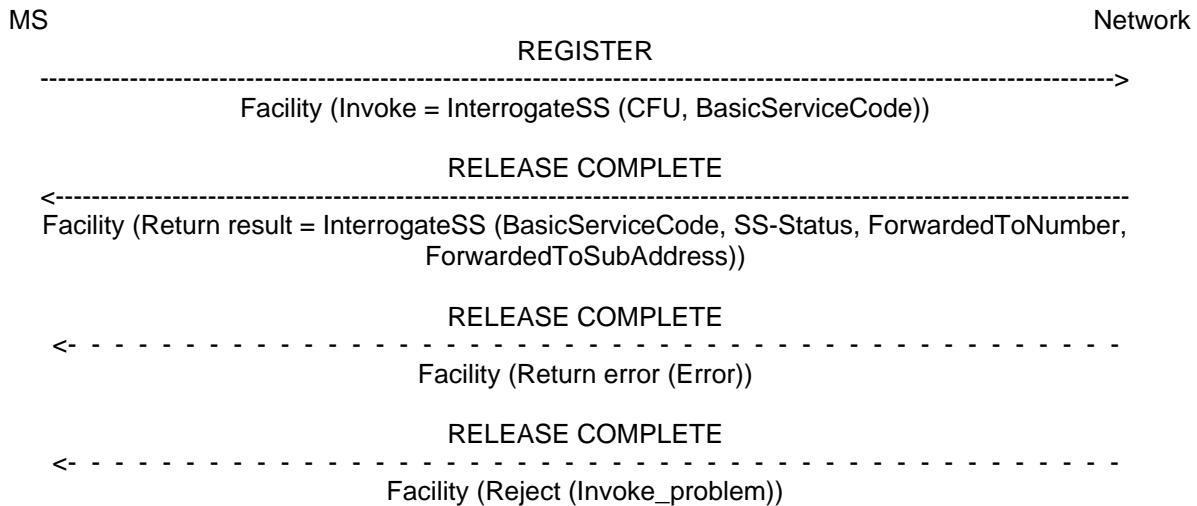 MS Network
REGISTER
Facility (Invoke = InterrogateSS (CFU, BasicServiceCode))
RELEASE COMPLETE
Facility (Return result = InterrogateSS (BasicServiceCode, SS-Status, ForwardedToNumber,
ForwardedToSubAddress))
RELEASE COMPLETE
Facility (Return error (Error))
RELEASE COMPLETE
Facility (Reject (Invoke_problem))